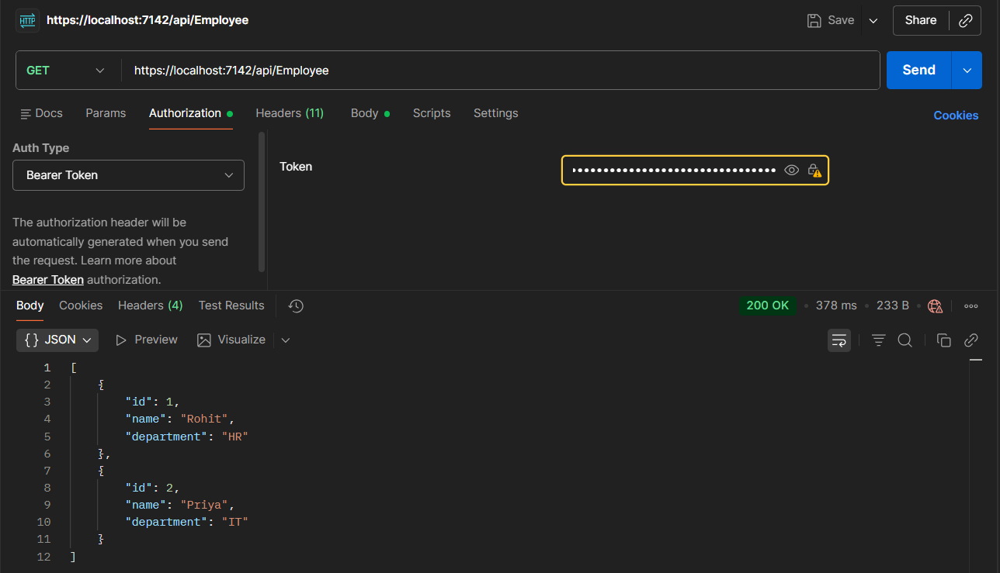 HTTP https://localhost:7142/api/Employee Save Share
GET https://localhost:7142/api/Employee Send
Docs Params Authorization Headers (11) Body Scripts Settings Cookies
Auth Type
Bearer Token
Token
The authorization header will be
automatically generated when you send
the request. Learn more about
Bearer Token authorization.
Body Cookies Headers (4) Test Results 200 OK • 378 ms • 233 B
{} JSON Preview Visualize
1 [
2 {
3 "id": 1,
4 "name": "Rohit",
5 "department": "HR"
6 },
7 {
8 "id": 2,
9 "name": "Priya",
10 "department": "IT"
11 }
12 ]